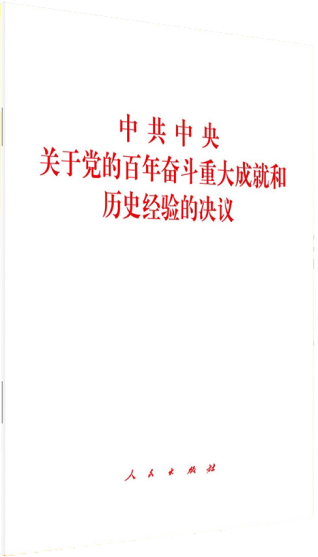 中共中央
关于党的百年奋斗重大成就和
历史经验的决议
人民出版社